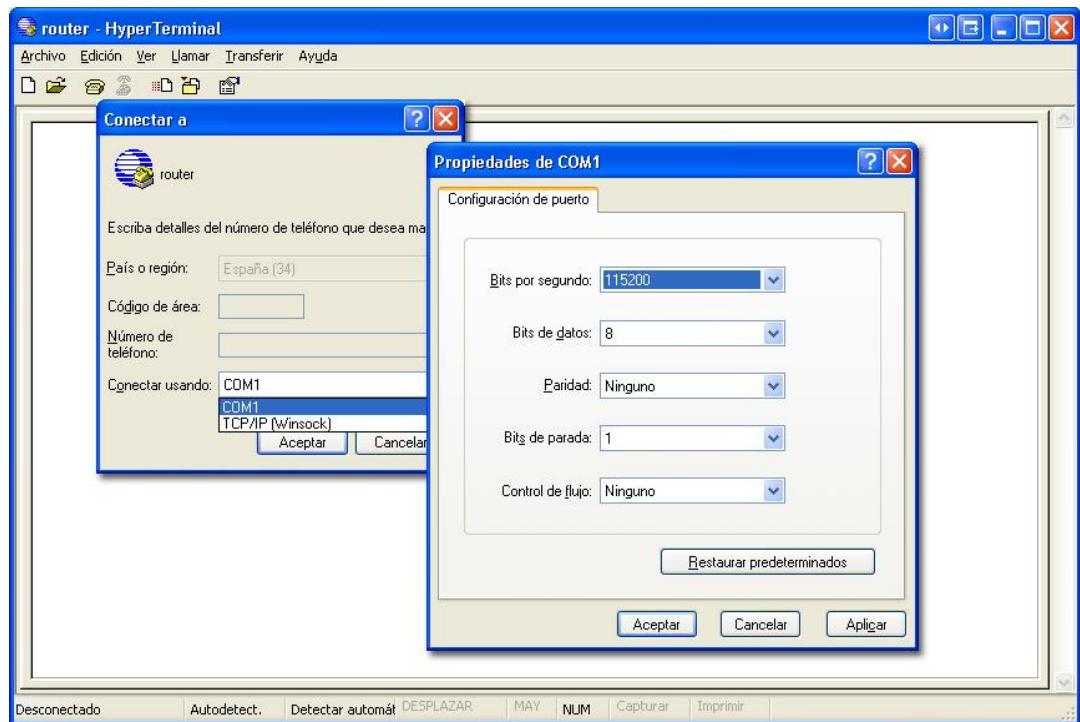 router - HyperTerminal
Archivo Edición Ver Llamar Transferir Ayuda
Conectar a
router
Escriba detalles del número de teléfono que desea ma
País o región: España (34)
Código de área:
Número de
teléfono:
Conectar usando: COM1
COM1
TCP/IP (Winsock)
Aceptar Cancelar
Propiedades de COM1
Configuración de puerto
Bits por segundo: 115200
Bits de datos: 8
Paridad: Ninguno
Bits de parada: 1
Control de flujo: Ninguno
Restaurar predeterminados
Aceptar Cancelar Aplicar
Desconectado Autodetect. Detectar automát DESPLAZAR MAY NUM Capturar Imprimir